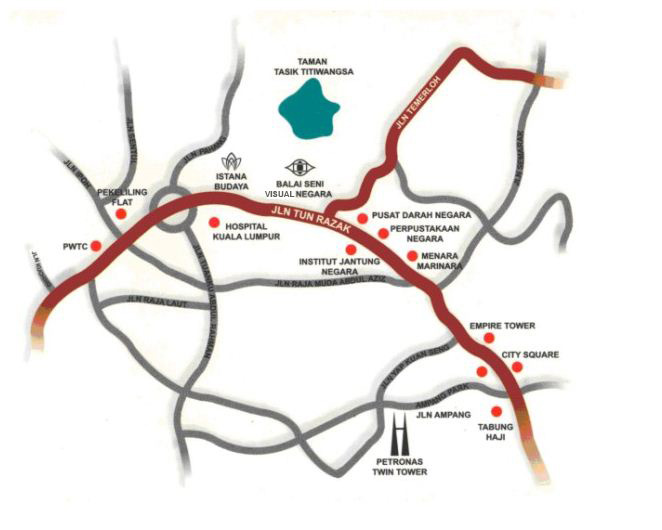 TAMAN
TASIK TITIWANGSA
JLN TEMERLOH
JLN SENTUL
JLN PAHANG
JLN SEMARAK
JLN IPOH
ISTANA
BUDAYA
BALAI SENI
VISUAL NEGARA
PEKELILING
FLAT
JLN TUN RAZAK
PUSAT DARAH NEGARA
HOSPITAL
KUALA LUMPUR
PERPUSTAKAAN
NEGARA
PWTC
INSTITUT JANTUNG
NEGARA
MENARA
MARINARA
JLN TUANKU ABDUL RAHMAN
JLN RAJA MUDA ABDUL AZIZ
JLN RAJA LAUT
EMPIRE TOWER
JLN YAP KUAN SENG
CITY SQUARE
AMPANG PARK
JLN AMPANG
TABUNG
HAJI
PETRONAS
TWIN TOWER